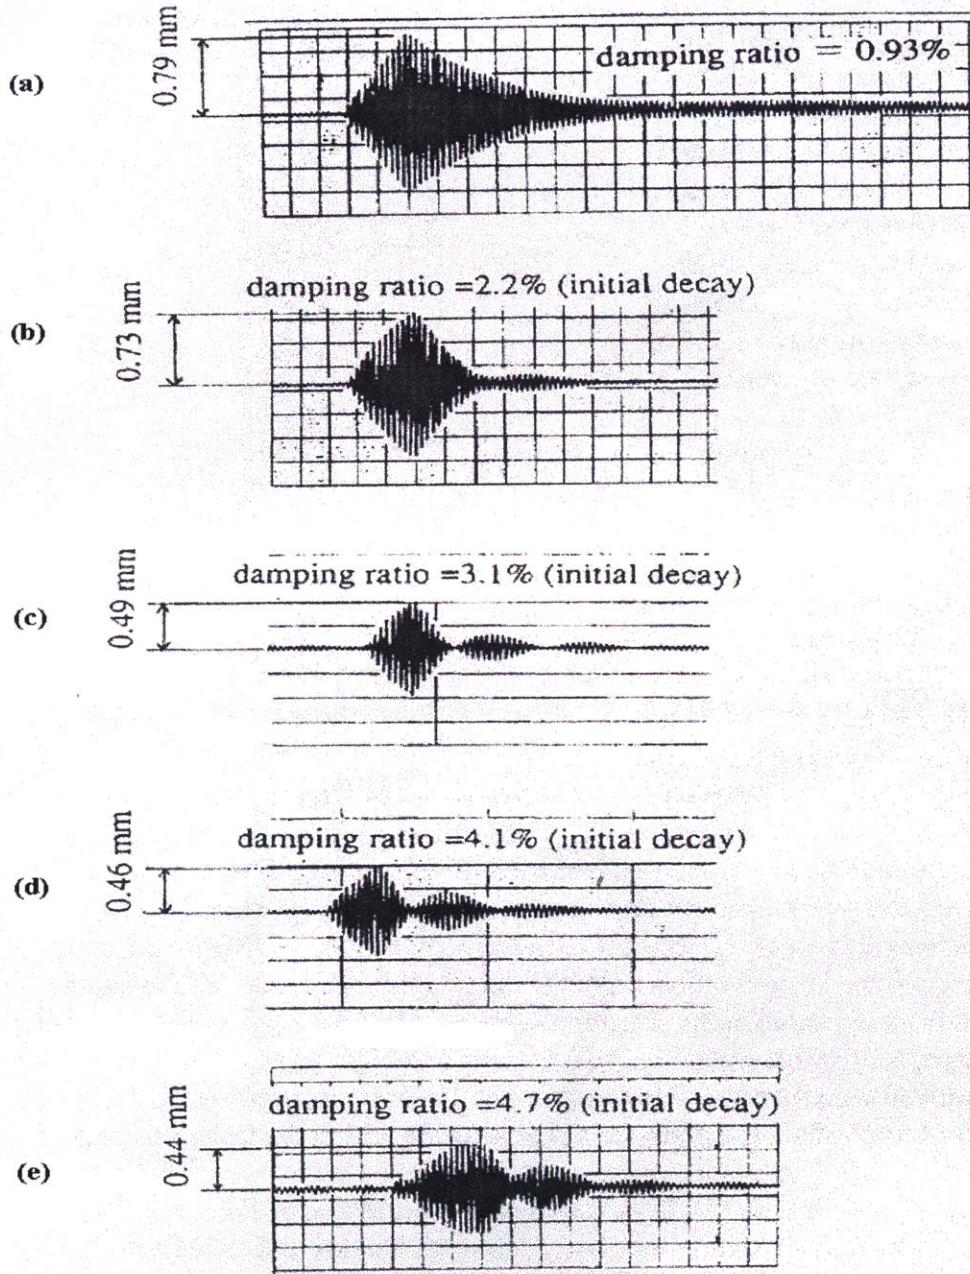 (a)
0.79 mm
damping ratio = 0.93%
(b)
0.73 mm
damping ratio =2.2% (initial decay)
(c)
0.49 mm
damping ratio =3.1% (initial decay)
(d)
0.46 mm
damping ratio =4.1% (initial decay)
(e)
0.44 mm
damping ratio =4.7% (initial decay)